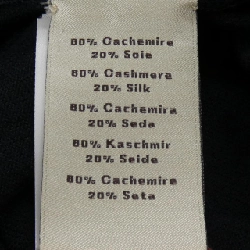 80% Cachemire
20% Soie
80% Cashmere
20% Silk
80% Cachemira
20% Seda
80% Kaschmir
20% Seide
80% Cachemire
20% Seta